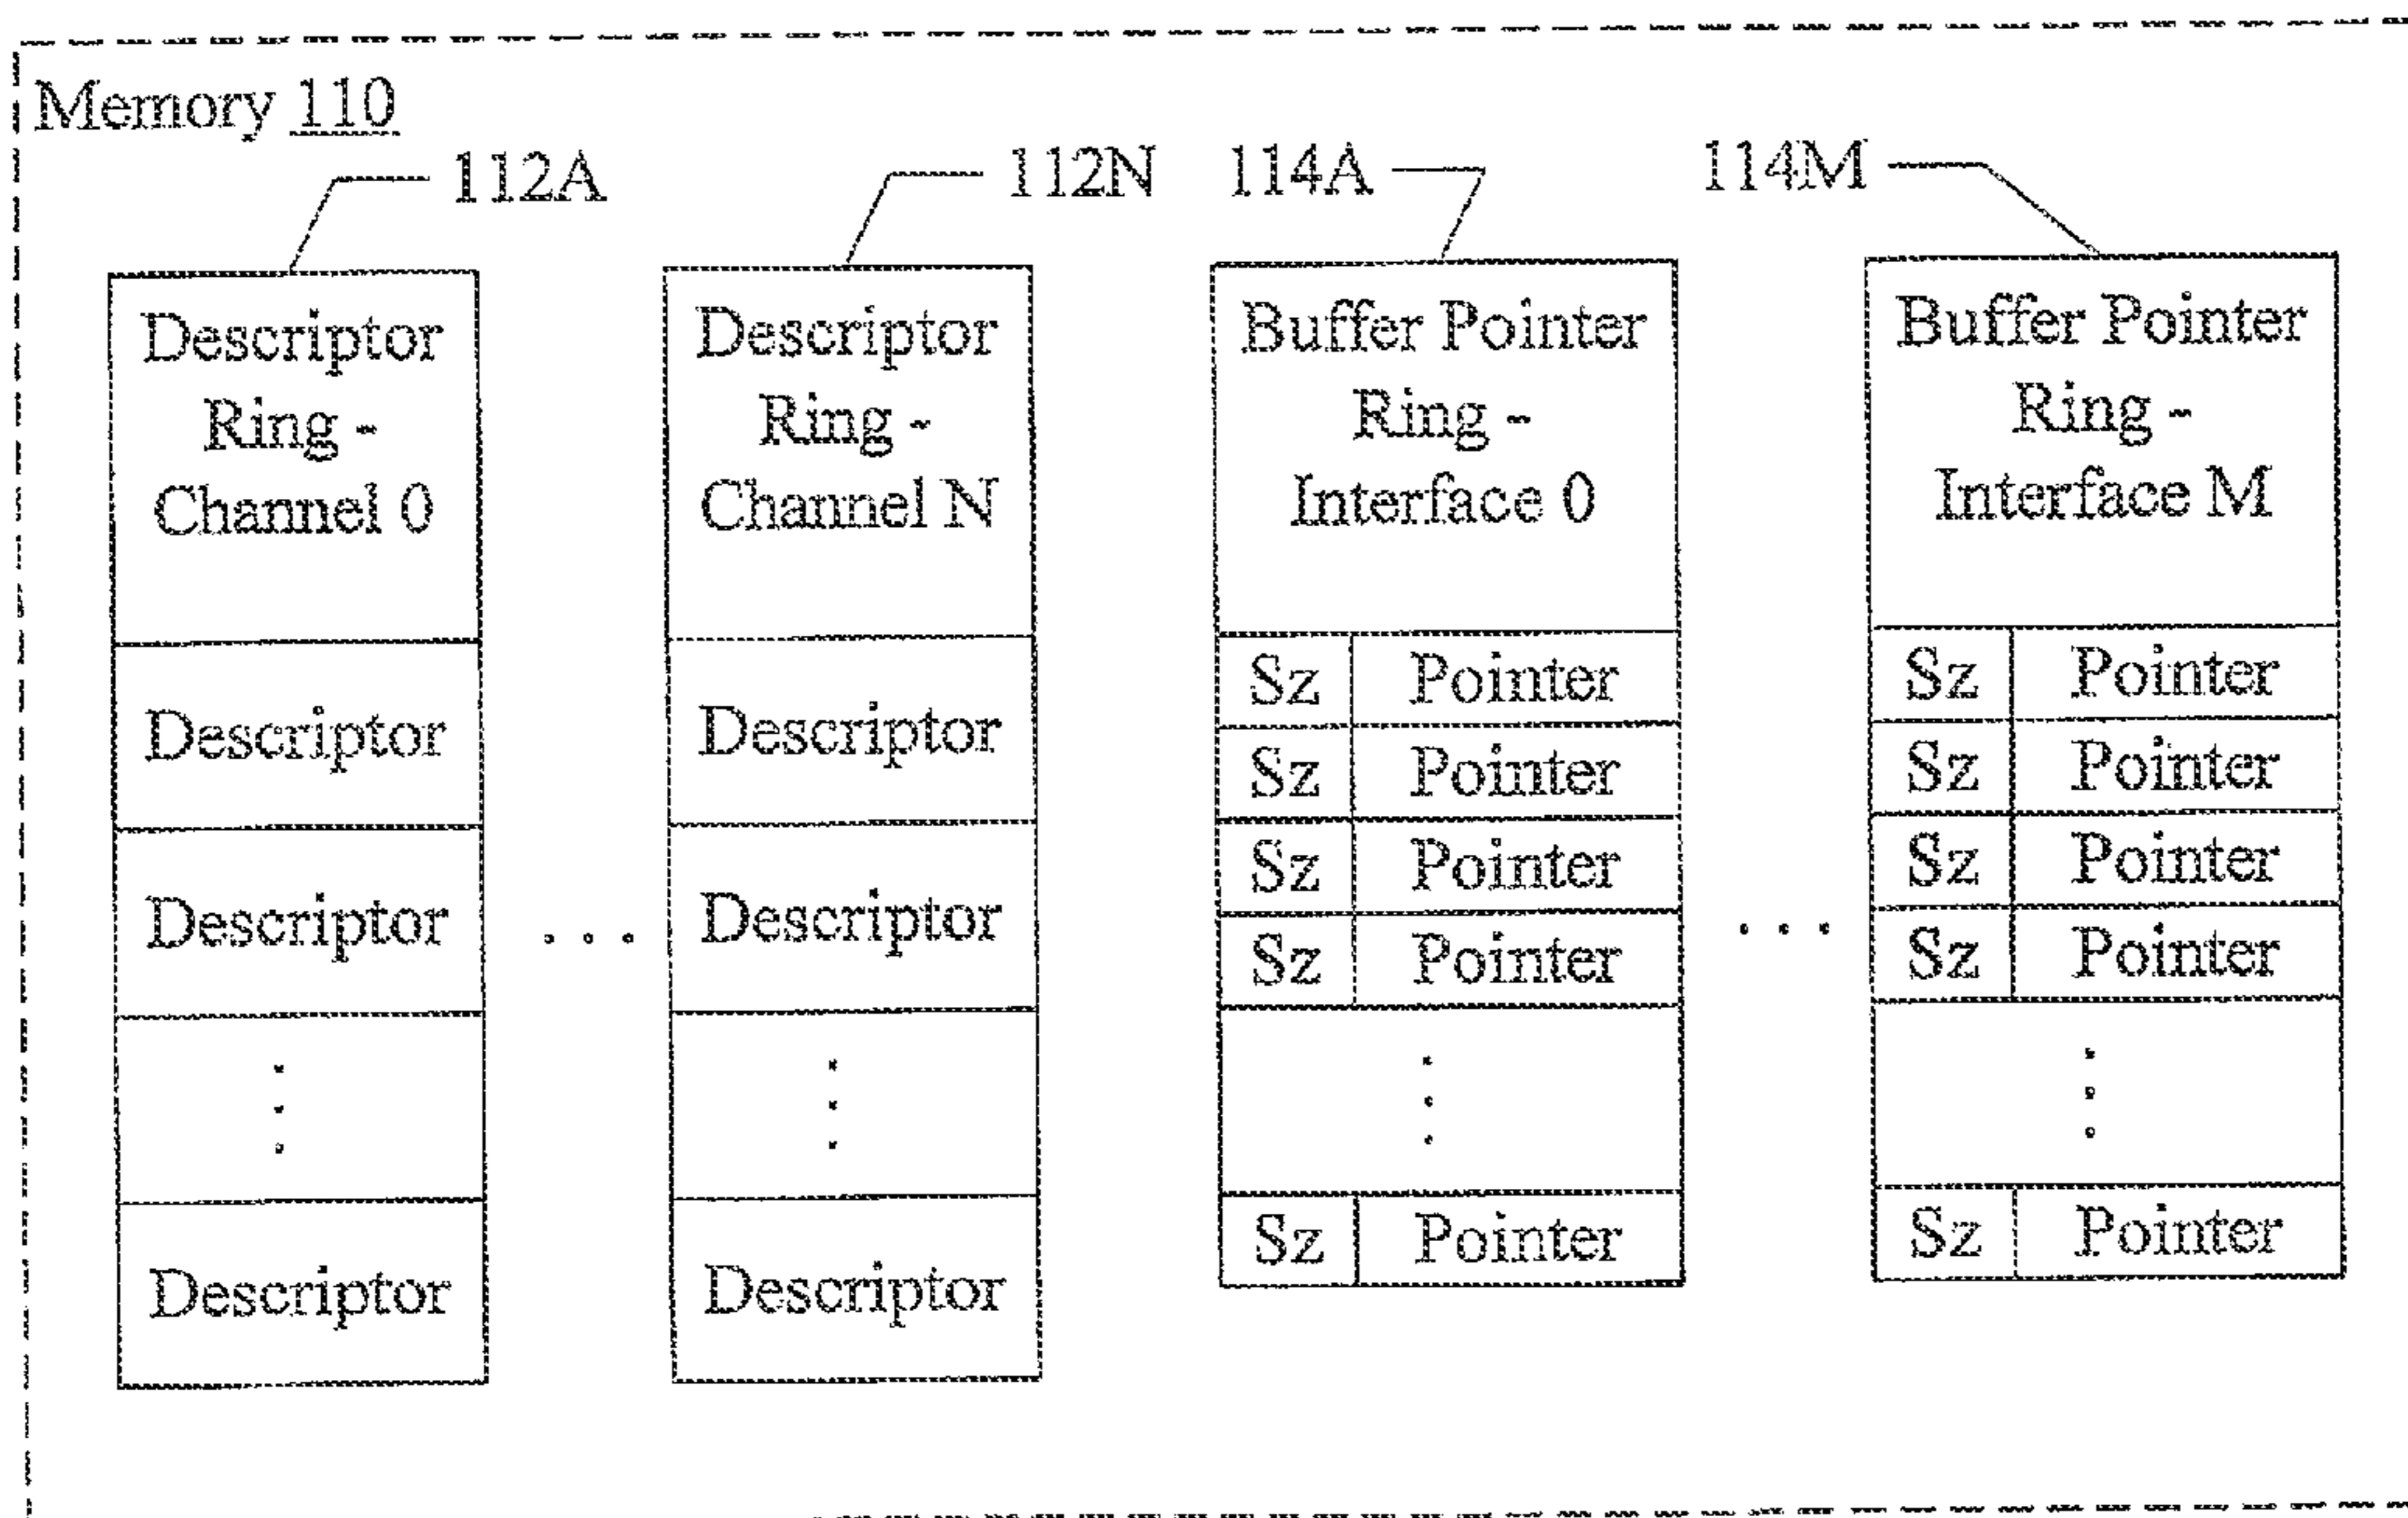 Memory 110
112A
112N
114A
114M
Descriptor
Ring -
Channel 0
Descriptor
Descriptor
Descriptor
Descriptor
Ring -
Channel N
Descriptor
Descriptor
Descriptor
Buffer Pointer
Ring -
Interface 0
Sz Pointer
Sz Pointer
Sz Pointer
Sz Pointer
Sz Pointer
Buffer Pointer
Ring -
Interface M
Sz Pointer
Sz Pointer
Sz Pointer
Sz Pointer
Sz Pointer